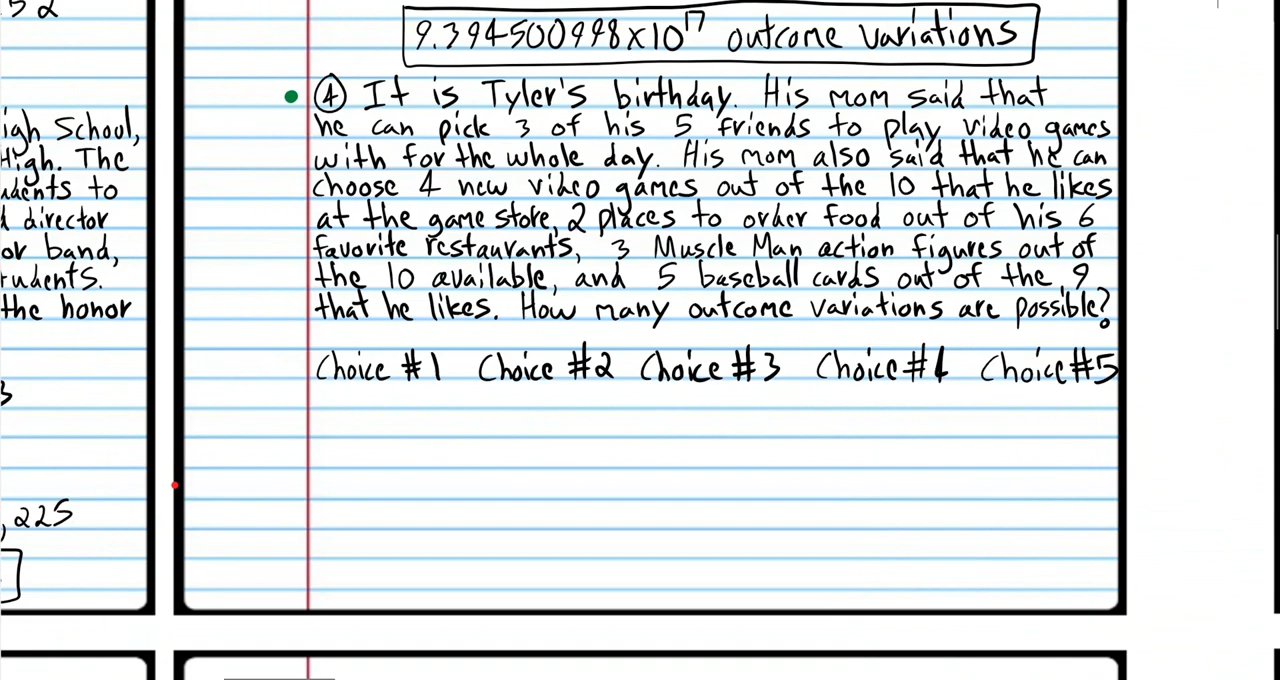 52
9.394500998x10^17 outcome variations
④ It is Tyler's birthday. His mom said that
he can pick 3 of his 5 friends to play video games
with for the whole day. His mom also said that he can
choose 4 new video games out of the 10 that he likes
at the game store, 2 places to order food out of his 6
favorite restaurants, 3 Muscle Man action figures out of
the 10 available, and 5 baseball cards out of the 9
that he likes. How many outcome variations are possible?
Choice #1 Choice #2 Choice #3 Choice #4 Choice #5
igh School,
High. The
udents to
d director
or band,
rudents.
the honor
3
,225